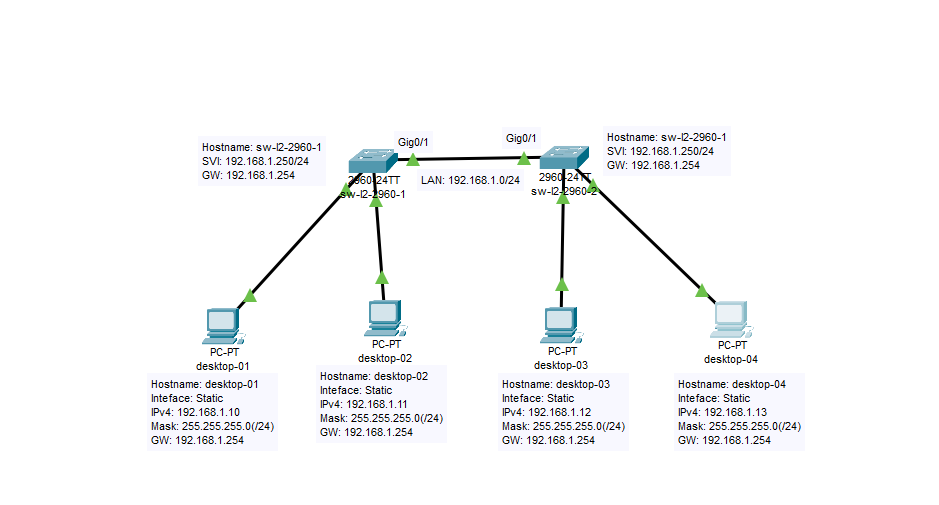 Hostname: sw-l2-2960-1
SVI: 192.168.1.250/24
GW: 192.168.1.254
Gig0/1
Gig0/1
Hostname: sw-l2-2960-1
SVI: 192.168.1.250/24
GW: 192.168.1.254
2960-24TT
sw-l2-2960-1
LAN: 192.168.1.0/24
2960-24TT
sw-l2-2960-2
PC-PT
desktop-01
PC-PT
desktop-02
PC-PT
desktop-03
PC-PT
desktop-04
Hostname: desktop-01
Inteface: Static
IPv4: 192.168.1.10
Mask: 255.255.255.0(/24)
GW: 192.168.1.254
Hostname: desktop-02
Inteface: Static
IPv4: 192.168.1.11
Mask: 255.255.255.0(/24)
GW: 192.168.1.254
Hostname: desktop-03
Inteface: Static
IPv4: 192.168.1.12
Mask: 255.255.255.0(/24)
GW: 192.168.1.254
Hostname: desktop-04
Inteface: Static
IPv4: 192.168.1.13
Mask: 255.255.255.0(/24)
GW: 192.168.1.254